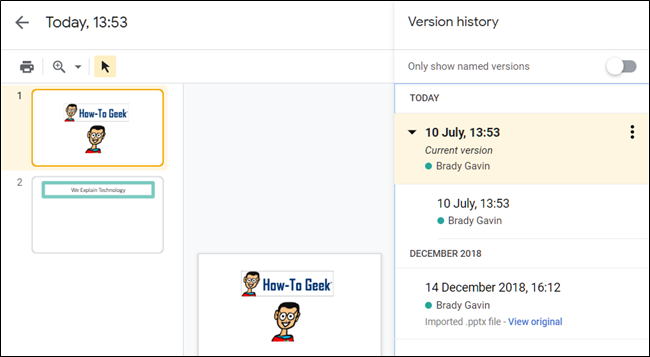 Today, 13:53
1
How-To Geek
2
We Explain Technology
How-To Geek
Version history
Only show named versions
TODAY
10 July, 13:53
Current version
Brady Gavin
10 July, 13:53
Brady Gavin
DECEMBER 2018
14 December 2018, 16:12
Brady Gavin
Imported .pptx file - View original